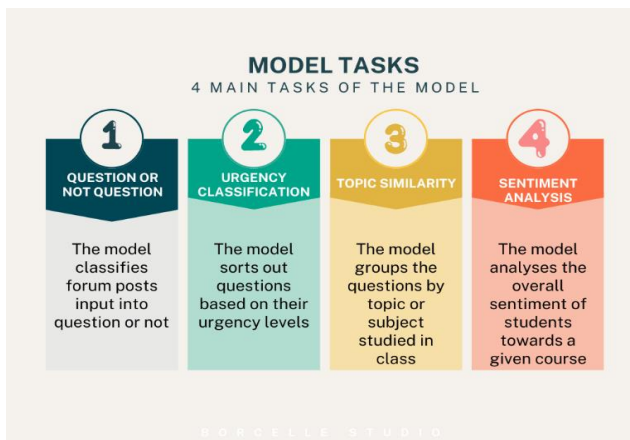 MODEL TASKS
4 MAIN TASKS OF THE MODEL
1
QUESTION OR
NOT QUESTION
The model
classifies
forum posts
input into
question or not
2
URGENCY
CLASSIFICATION
The model
sorts out
questions
based on their
urgency levels
3
TOPIC SIMILARITY
The model
groups the
questions by
topic or
subject
studied in
class
4
SENTIMENT
ANALYSIS
The model
analyses the
overall
sentiment of
students
towards a
given course
BORCELLE STUDIO